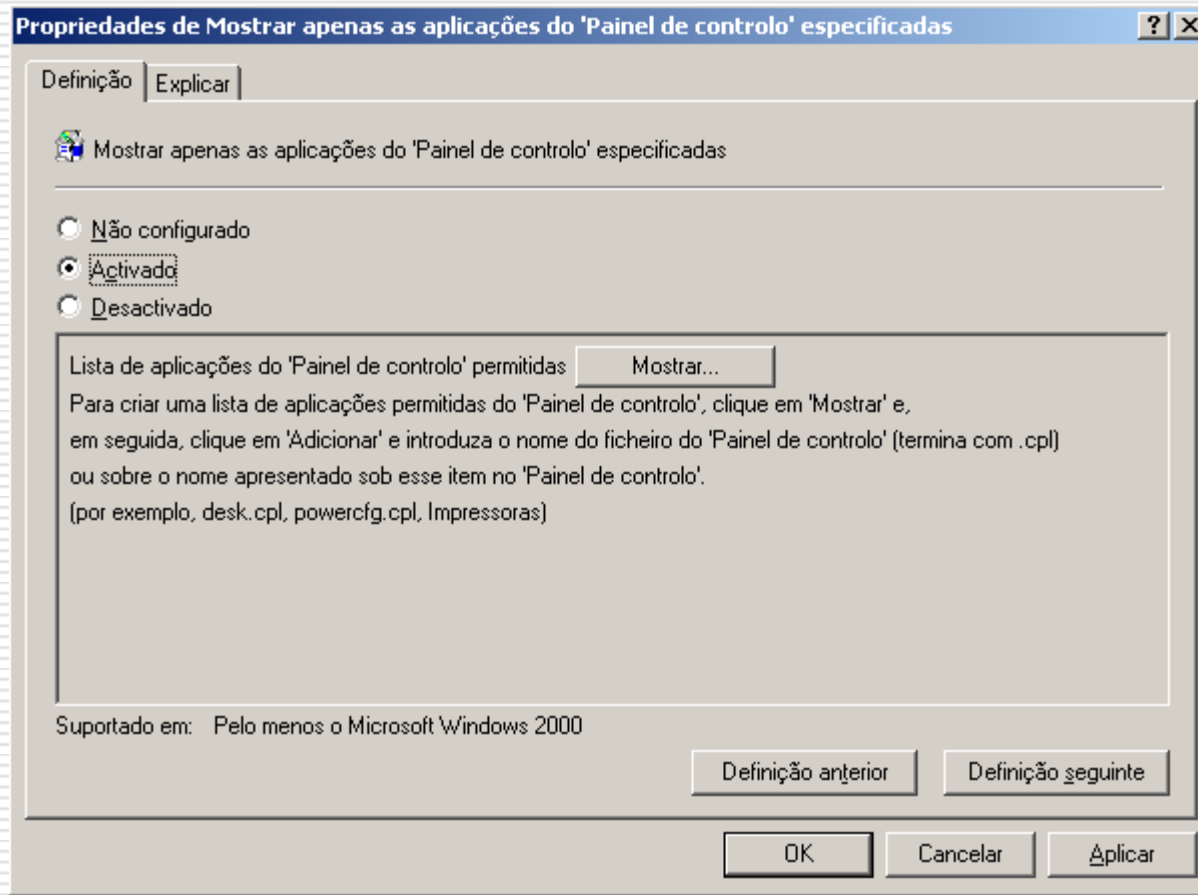 Propriedades de Mostrar apenas as aplicações do 'Painel de controlo' especificadas
Definição
Explicar
Mostrar apenas as aplicações do 'Painel de controlo' especificadas
Não configurado
Activado
Desactivado
Lista de aplicações do 'Painel de controlo' permitidas
Mostrar...
Para criar uma lista de aplicações permitidas do 'Painel de controlo', clique em 'Mostrar' e,
em seguida, clique em 'Adicionar' e introduza o nome do ficheiro do 'Painel de controlo' (termina com .cpl)
ou sobre o nome apresentado sob esse item no 'Painel de controlo'.
(por exemplo, desk.cpl, powercfg.cpl, Impressoras)
Suportado em: Pelo menos o Microsoft Windows 2000
Definição anterior
Definição seguinte
OK
Cancelar
Aplicar